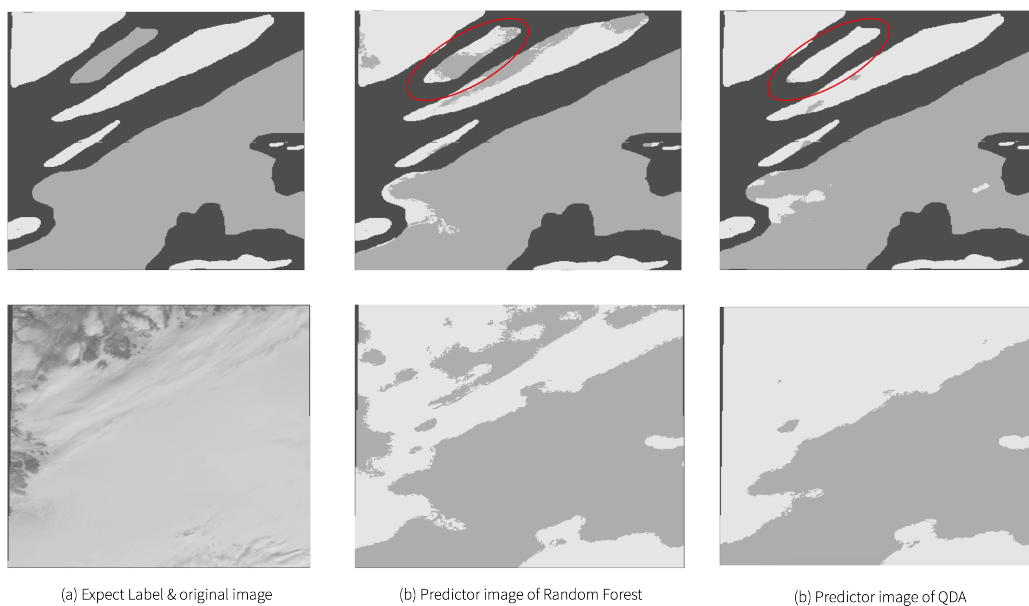 (a) Expect Label & original image
(b) Predictor image of Random Forest
(b) Predictor image of QDA